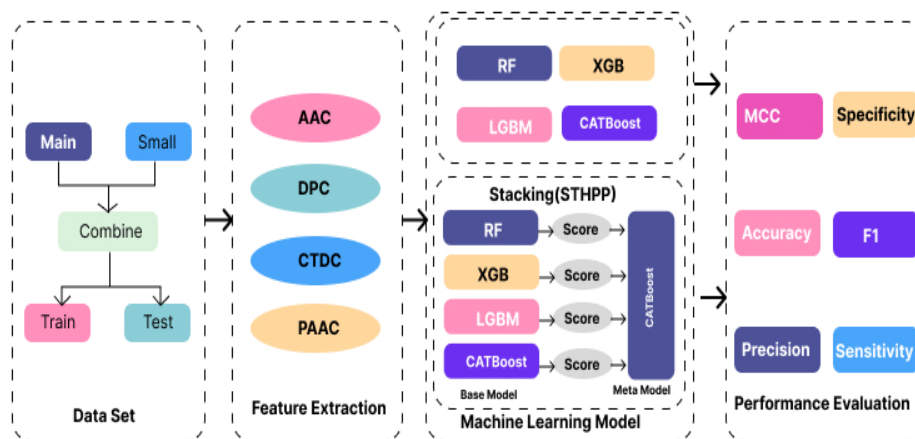 Main
Small
Combine
Train
Test
Data Set
AAC
DPC
CTDC
PAAC
Feature Extraction
RF
XGB
LGBM
CATBoost
Stacking(STHPP)
RF
Score
XGB
Score
LGBM
Score
CATBoost
Score
CATBoost
Base Model
Meta Model
Machine Learning Model
MCC
Specificity
Accuracy
F1
Precision
Sensitivity
Performance Evaluation